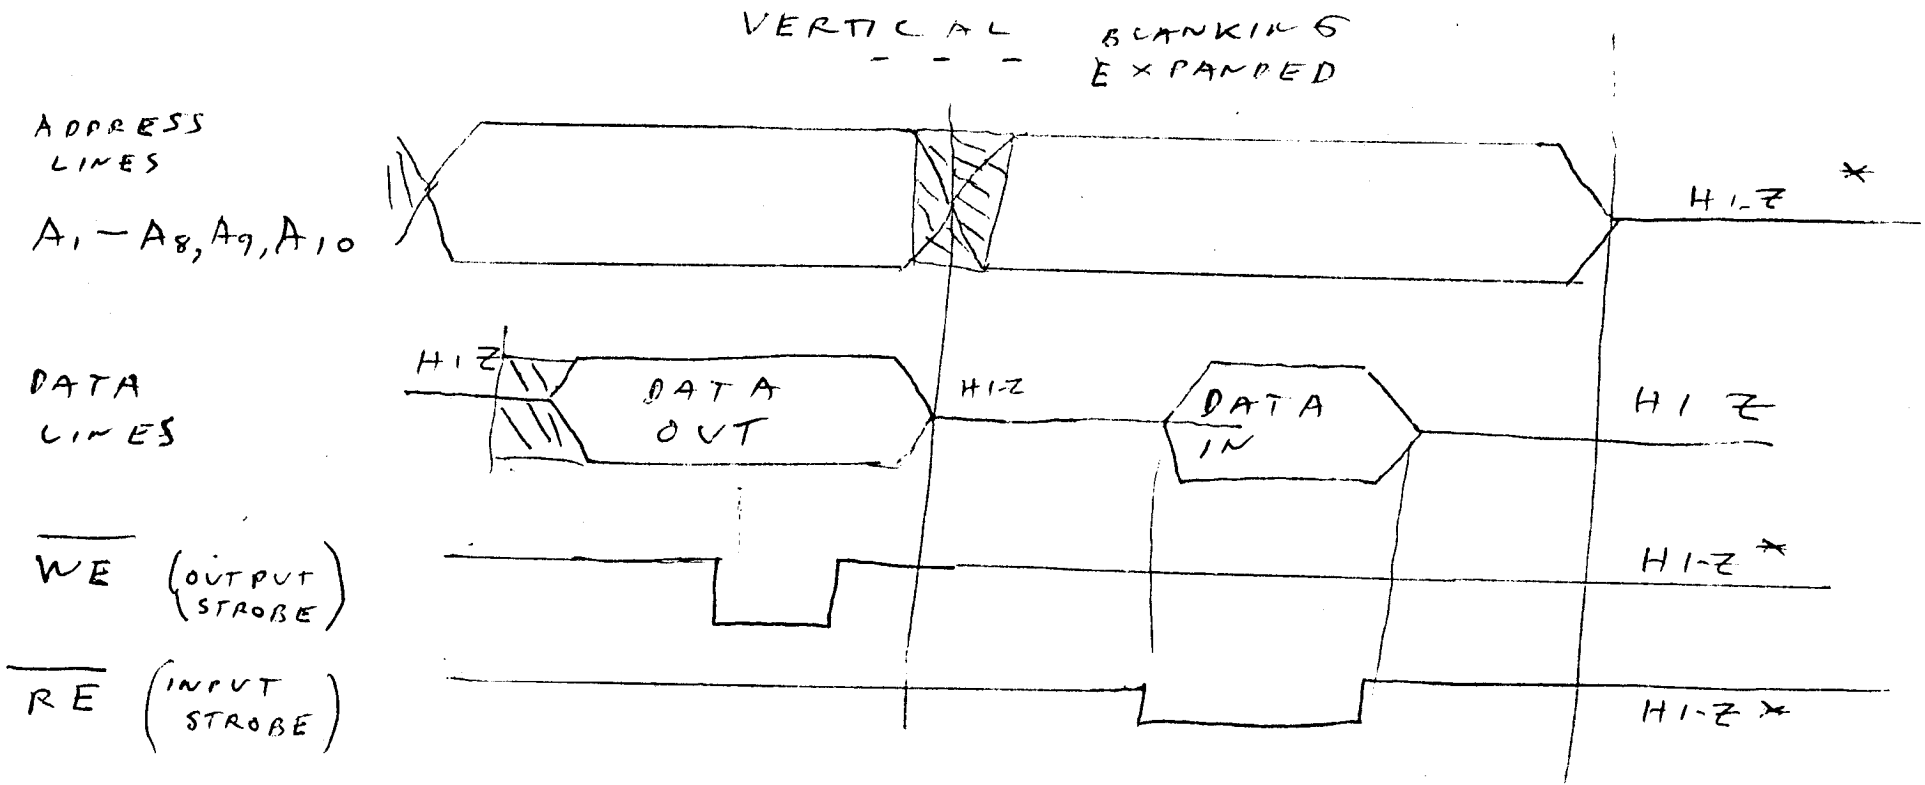 VERTICAL BLANKING
EXPANDED
ADDRESS
LINES
A1-A8, A9, A10
HI-Z *
DATA
LINES
HI Z
DATA
OUT
HI-Z
DATA
IN
HI Z
WE (OUTPUT
STROBE)
HI-Z *
RE (INPUT
STROBE)
HI-Z *